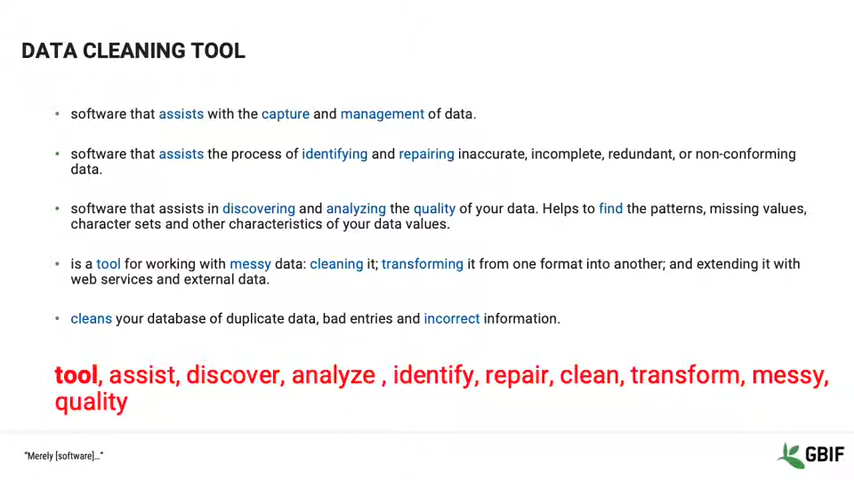 DATA CLEANING TOOL
• software that assists with the capture and management of data.
• software that assists the process of identifying and repairing inaccurate, incomplete, redundant, or non-conforming
data.
• software that assists in discovering and analyzing the quality of your data. Helps to find the patterns, missing values,
character sets and other characteristics of your data values.
• is a tool for working with messy data: cleaning it; transforming it from one format into another; and extending it with
web services and external data.
• cleans your database of duplicate data, bad entries and incorrect information.
tool, assist, discover, analyze , identify, repair, clean, transform, messy,
quality
“Merely [software]…”
GBIF